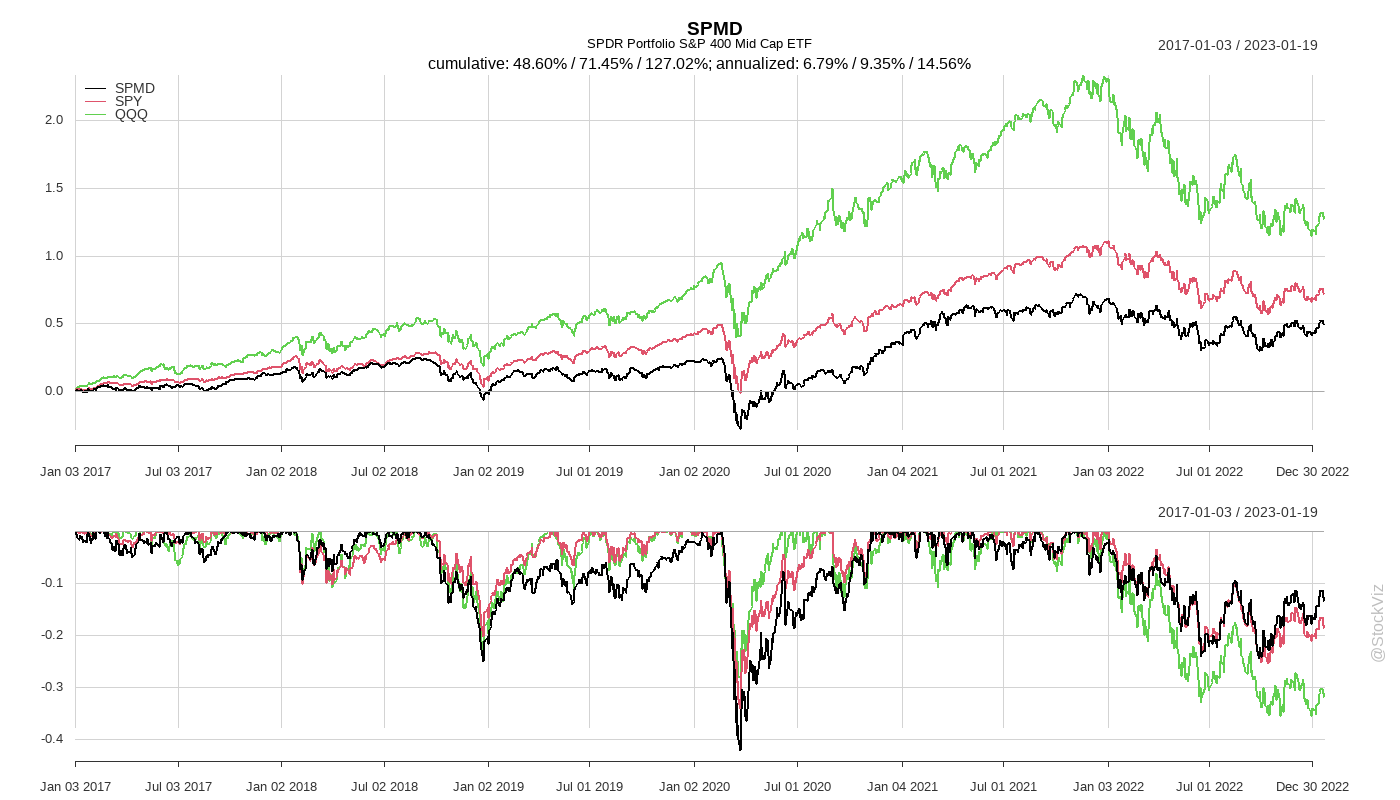 SPMD
SPDR Portfolio S&P 400 Mid Cap ETF
2017-01-03 / 2023-01-19
cumulative: 48.60% / 71.45% / 127.02%; annualized: 6.79% / 9.35% / 14.56%
SPMD
SPY
QQQ
2.0
1.5
1.0
0.5
0.0
Jan 03 2017 Jul 03 2017 Jan 02 2018 Jul 02 2018 Jan 02 2019 Jul 01 2019 Jan 02 2020 Jul 01 2020 Jan 04 2021 Jul 01 2021 Jan 03 2022 Jul 01 2022 Dec 30 2022
2017-01-03 / 2023-01-19
-0.1
-0.2
-0.3
-0.4
Jan 03 2017 Jul 03 2017 Jan 02 2018 Jul 02 2018 Jan 02 2019 Jul 01 2019 Jan 02 2020 Jul 01 2020 Jan 04 2021 Jul 01 2021 Jan 03 2022 Jul 01 2022 Dec 30 2022
@StockViz